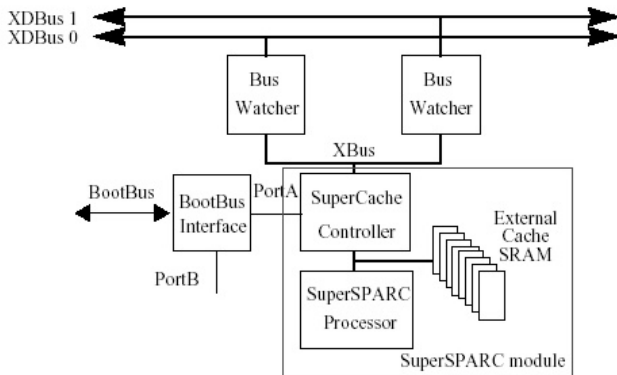 XDBus 1
XDBus 0
Bus
Watcher
Bus
Watcher
XBus
BootBus
BootBus
Interface
PortA
SuperCache
Controller
External
Cache
SRAM
PortB
SuperSPARC
Processor
SuperSPARC module